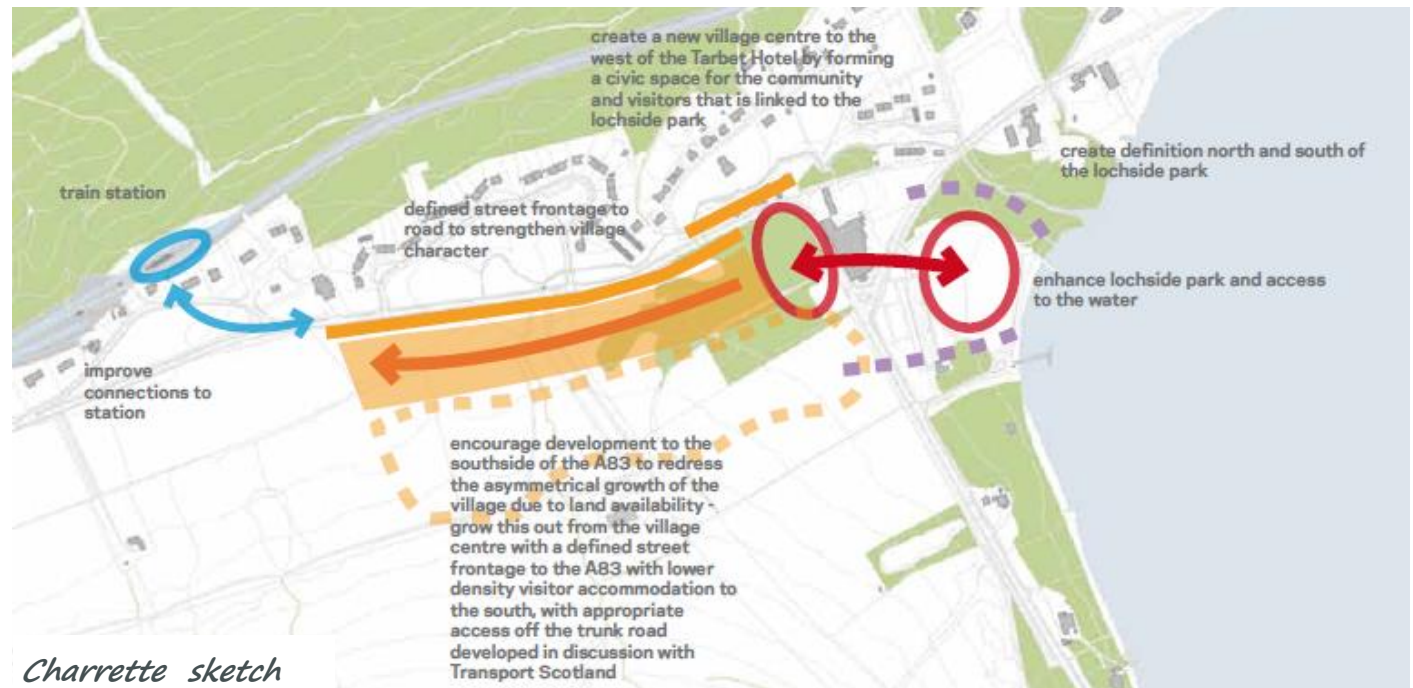 create a new village centre to the
west of the Tarbet Hotel by forming
a civic space for the community
and visitors that is linked to the
lochside park
create definition north and south of
the lochside park
train station
defined street frontage to
road to strengthen village
character
enhance lochside park and access
to the water
improve
connections to
station
encourage development to the
southside of the A83 to redress
the asymmetrical growth of the
village due to land availability -
grow this out from the village
centre with a defined street
frontage to the A83 with lower
density visitor accommodation to
the south, with appropriate
access off the trunk road
developed in discussion with
Transport Scotland
Charrette sketch